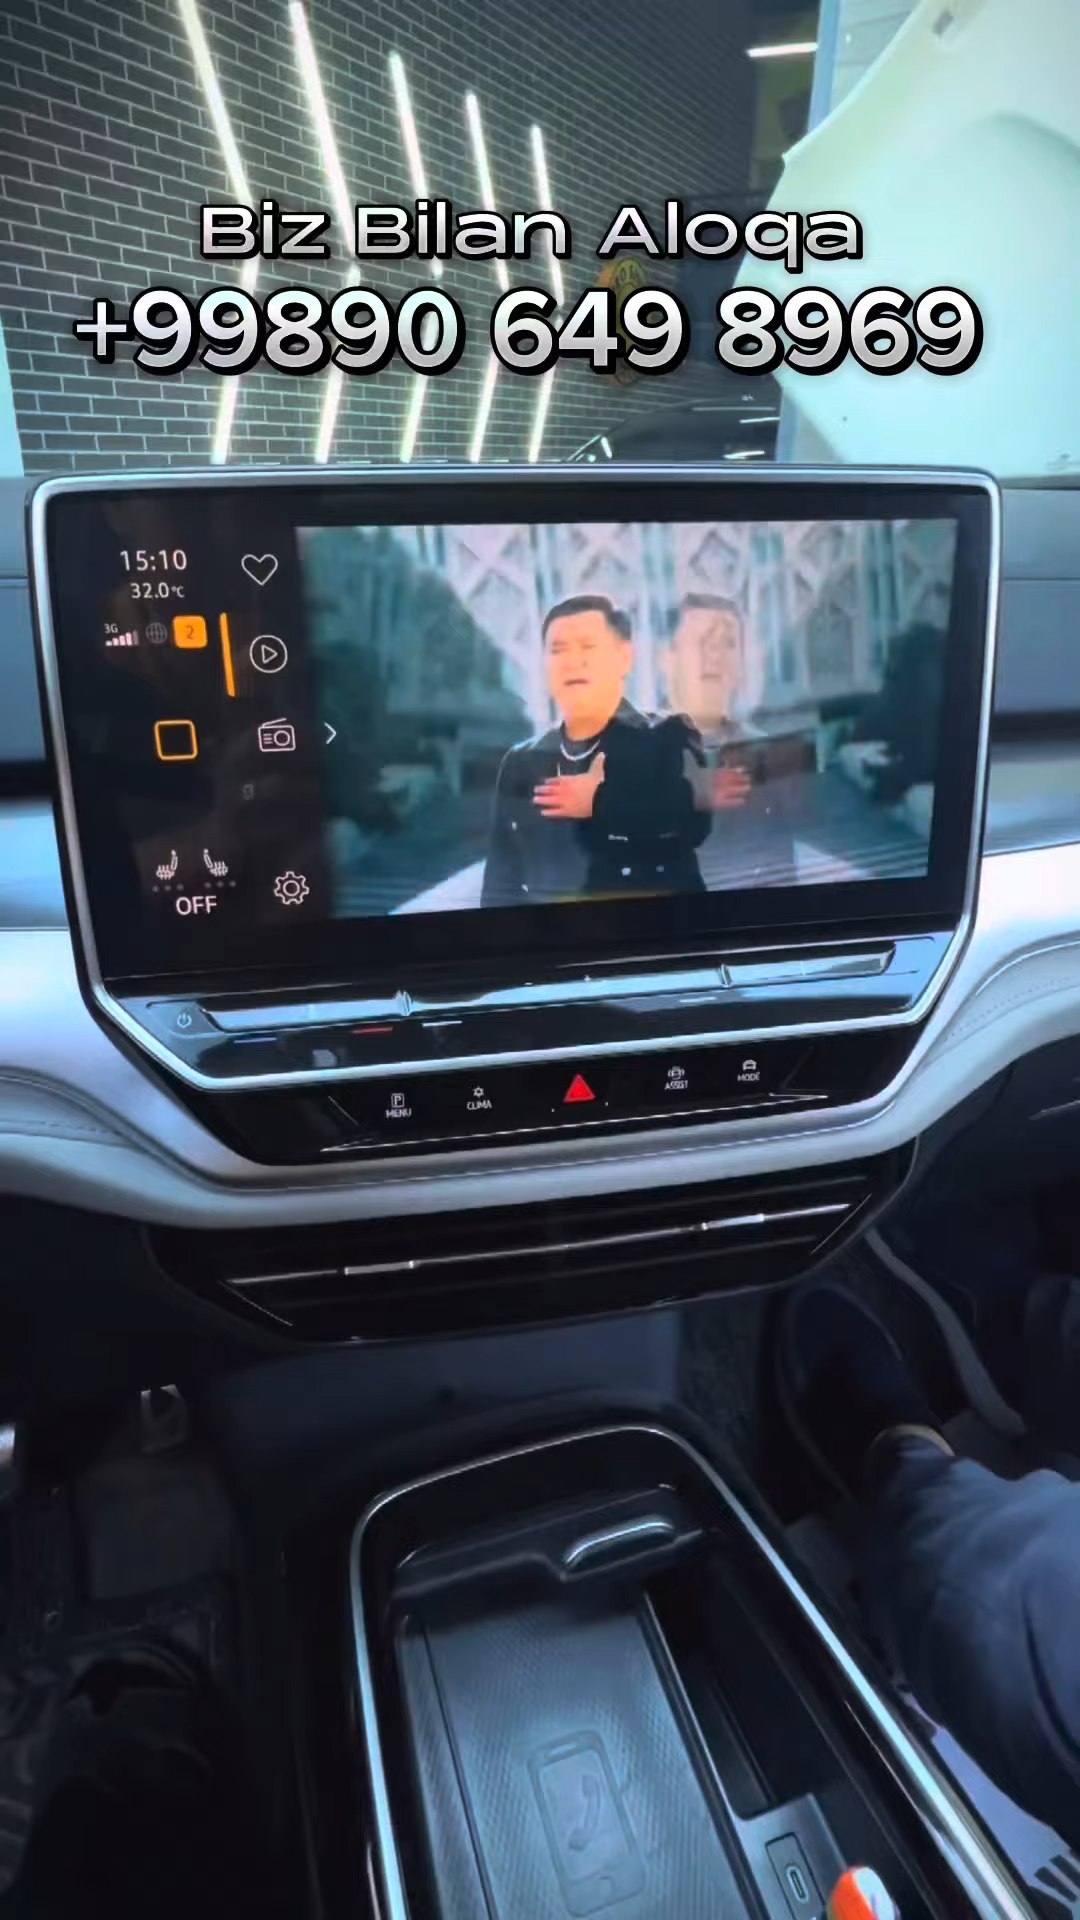 Biz Bilan Aloqa
+99890 649 8969
15:10
32.0°C
3G
2
OFF
MENU
CLIMA
ASSIST
MODE